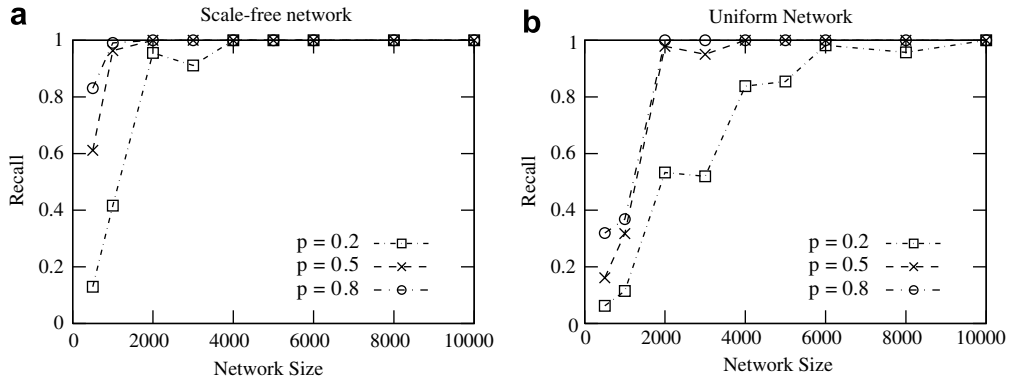 a
Scale-free network
1
0.8
0.6
0.4
0.2
0
Recall
p = 0.2
p = 0.5
p = 0.8
0 2000 4000 6000 8000 10000
Network Size
b
Uniform Network
1
0.8
0.6
0.4
0.2
0
Recall
p = 0.2
p = 0.5
p = 0.8
0 2000 4000 6000 8000 10000
Network Size